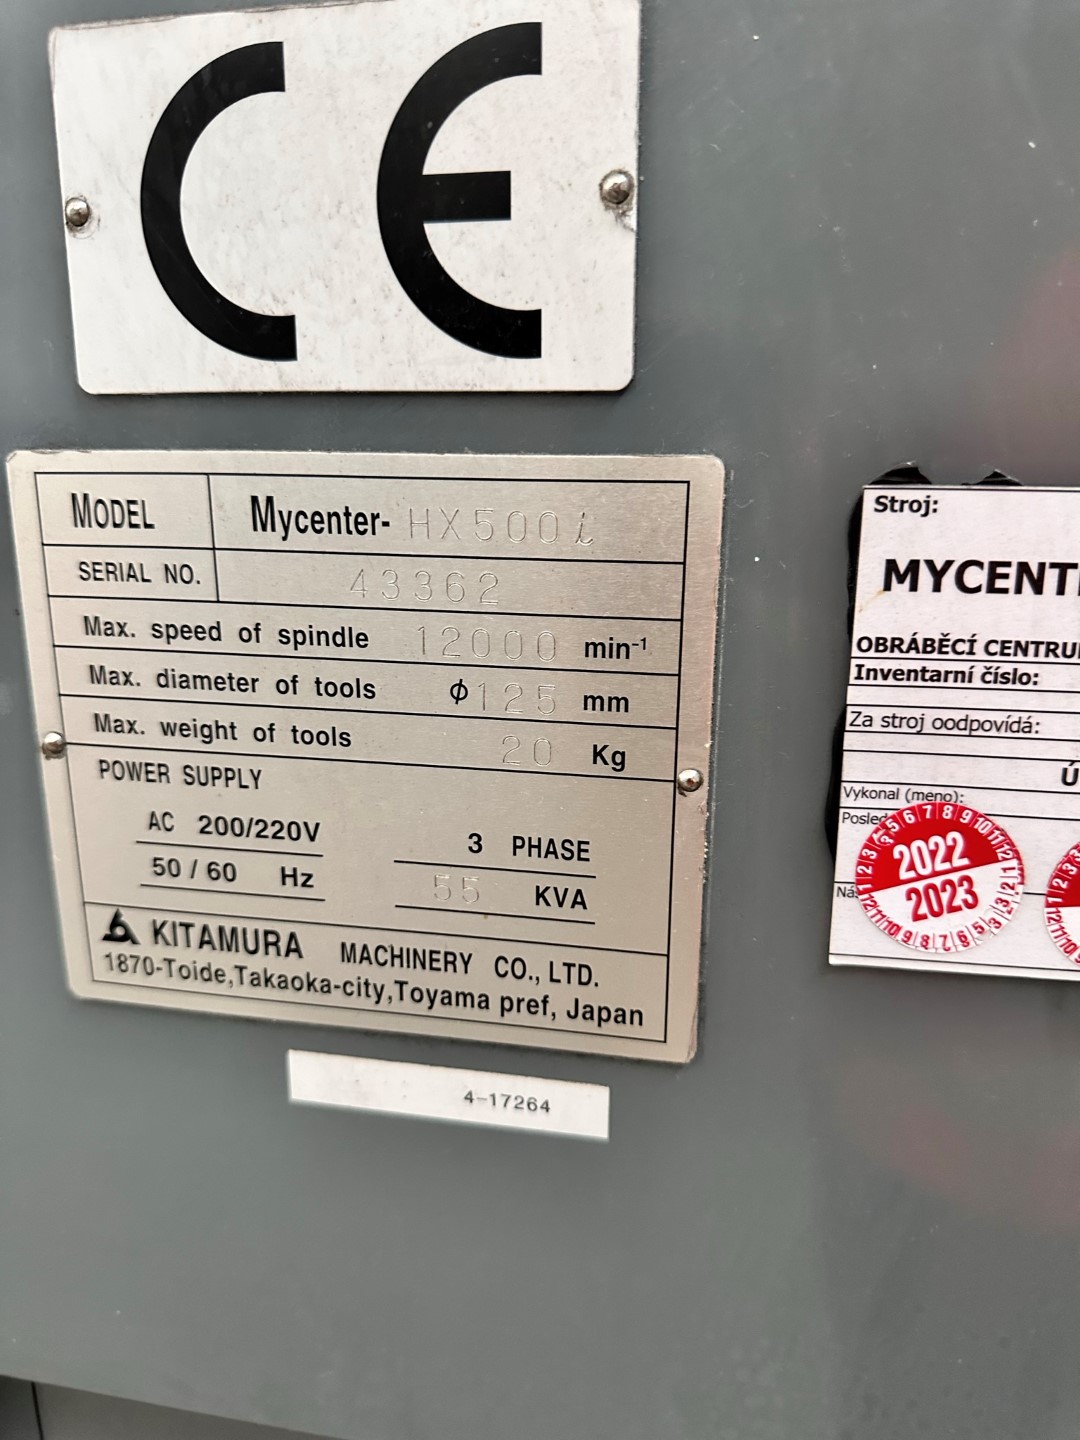 CE
MODEL Mycenter- HX500i
SERIAL NO. 43362
Max. speed of spindle 12000 min⁻¹
Max. diameter of tools ϕ125 mm
Max. weight of tools 20 Kg
POWER SUPPLY
AC 200/220V 3 PHASE
50 / 60 Hz 55 KVA
KITAMURA MACHINERY CO., LTD.
1870-Toide,Takaoka-city,Toyama pref, Japan
4-17264
Stroj:
MYCENT
OBRÁBĚCÍ CENTRU
Inventarní číslo:
Za stroj oodpovídá:
Ú
Vykonal (meno):
Posled
Ná
2022
2023